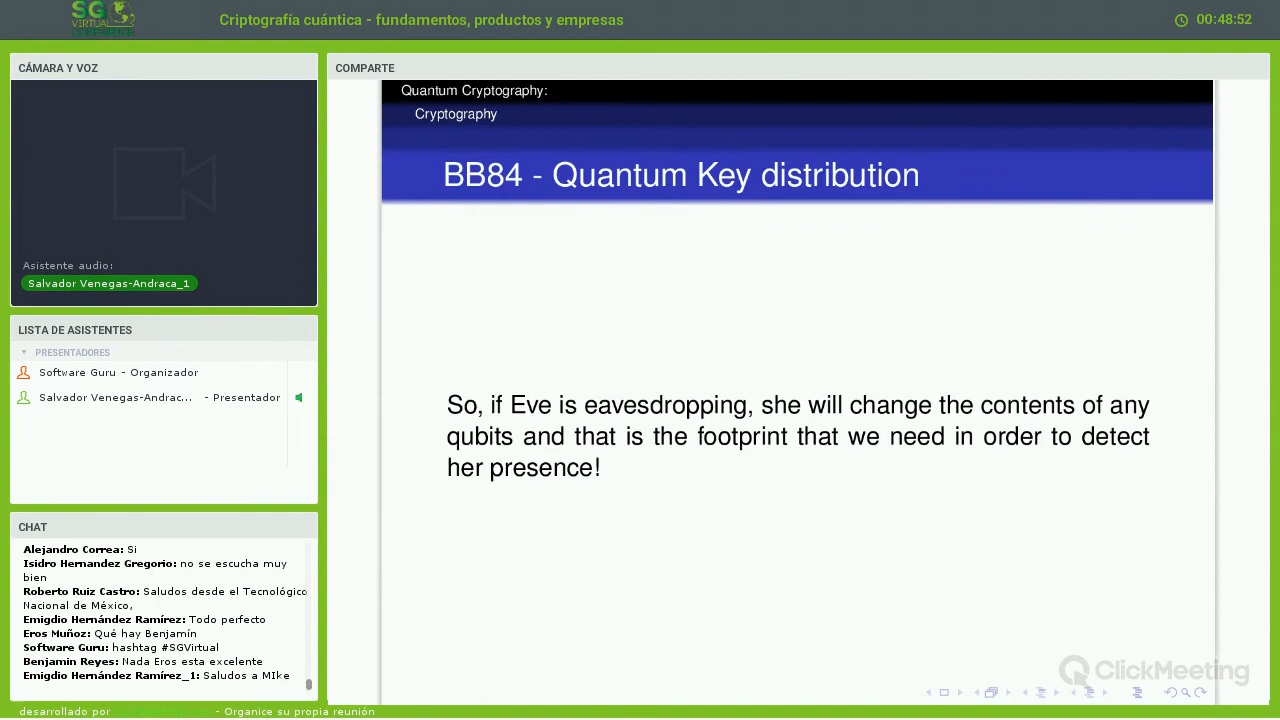 SG
VIRTUAL
CONFERENCE
Criptografía cuántica - fundamentos, productos y empresas
00:48:52
CÁMARA Y VOZ
Asistente audio:
Salvador Venegas-Andraca_1
LISTA DE ASISTENTES
PRESENTADORES
Software Guru - Organizador
Salvador Venegas-Andrac... - Presentador
CHAT
Alejandro Correa: Si
Isidro Hernandez Gregorio: no se escucha muy
bien
Roberto Ruiz Castro: Saludos desde el Tecnológico
Nacional de México,
Emigdio Hernández Ramírez: Todo perfecto
Eros Muñoz: Qué hay Benjamín
Software Guru: hashtag #SGVirtual
Benjamin Reyes: Nada Eros esta excelente
Emigdio Hernández Ramírez_1: Saludos a MIke
COMPARTE
Quantum Cryptography:
Cryptography
BB84 - Quantum Key distribution
So, if Eve is eavesdropping, she will change the contents of any
qubits and that is the footprint that we need in order to detect
her presence!
ClickMeeting
desarrollado por
- Organice su propia reunión